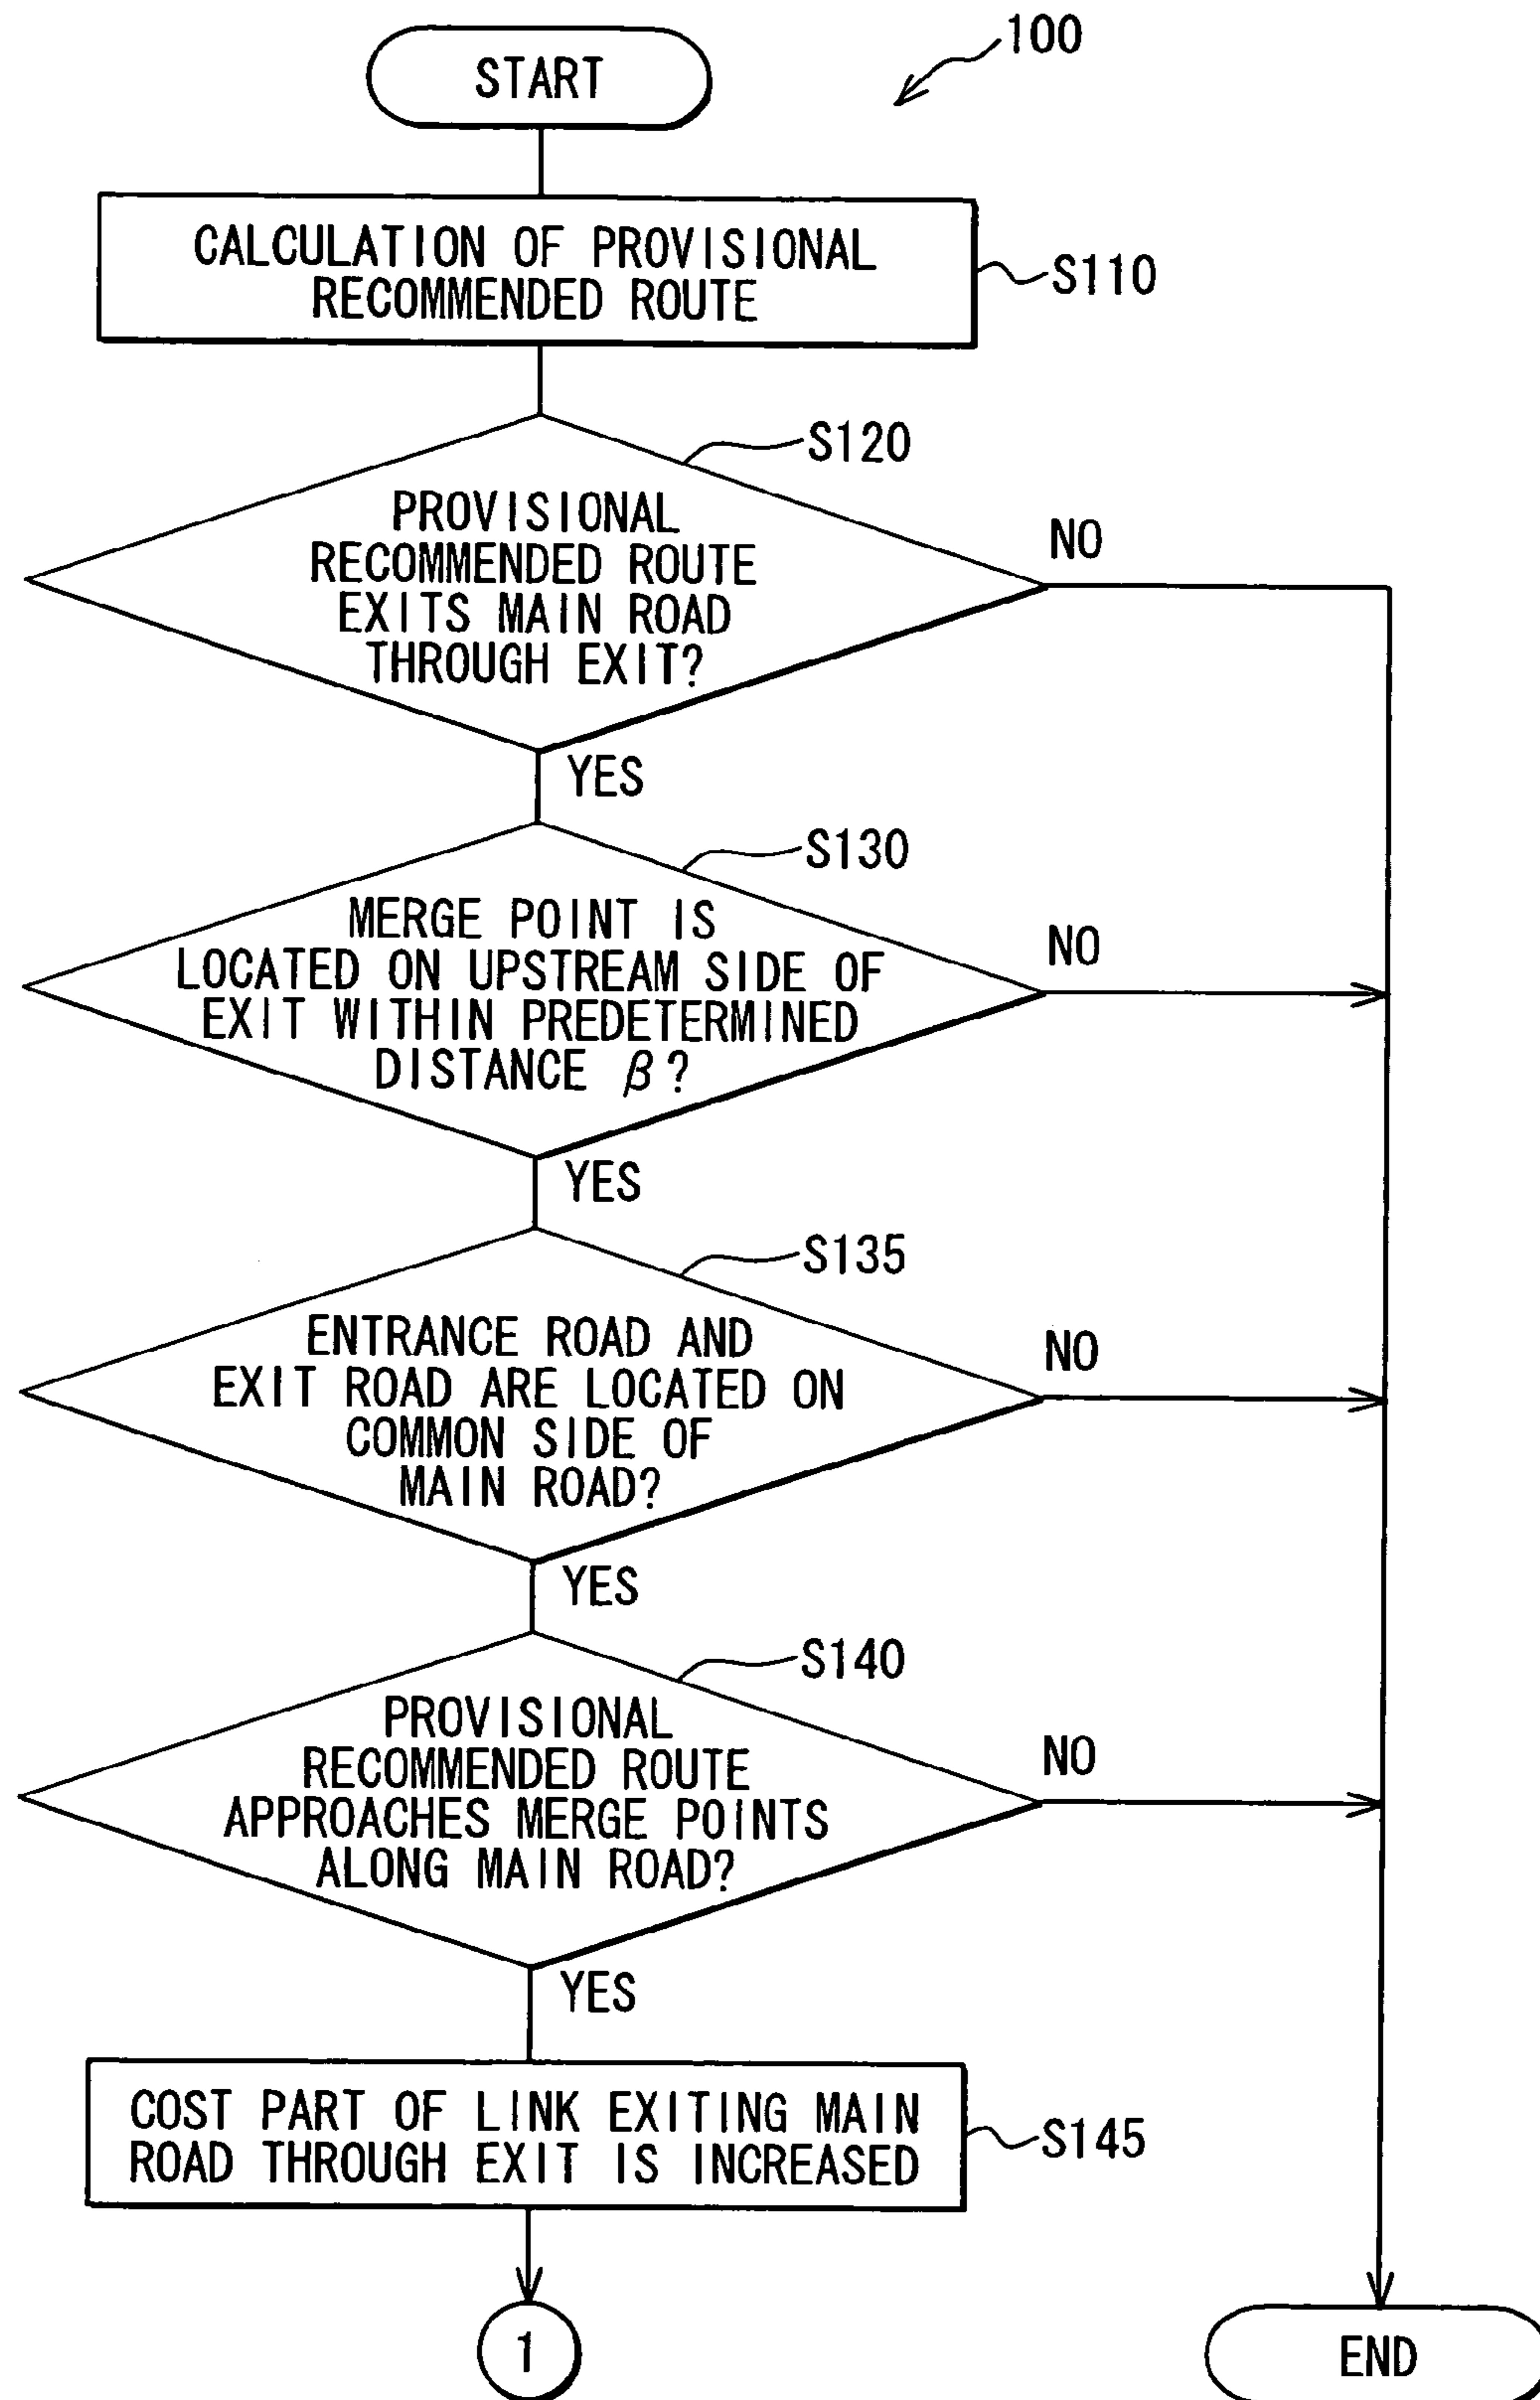 100
START
CALCULATION OF PROVISIONAL
RECOMMENDED ROUTE
S110
S120
PROVISIONAL
RECOMMENDED ROUTE
EXITS MAIN ROAD
THROUGH EXIT?
NO
YES
S130
MERGE POINT IS
LOCATED ON UPSTREAM SIDE OF
EXIT WITHIN PREDETERMINED
DISTANCE β?
NO
YES
S135
ENTRANCE ROAD AND
EXIT ROAD ARE LOCATED ON
COMMON SIDE OF
MAIN ROAD?
NO
YES
S140
PROVISIONAL
RECOMMENDED ROUTE
APPROACHES MERGE POINTS
ALONG MAIN ROAD?
NO
YES
COST PART OF LINK EXITING MAIN
ROAD THROUGH EXIT IS INCREASED
S145
1
END